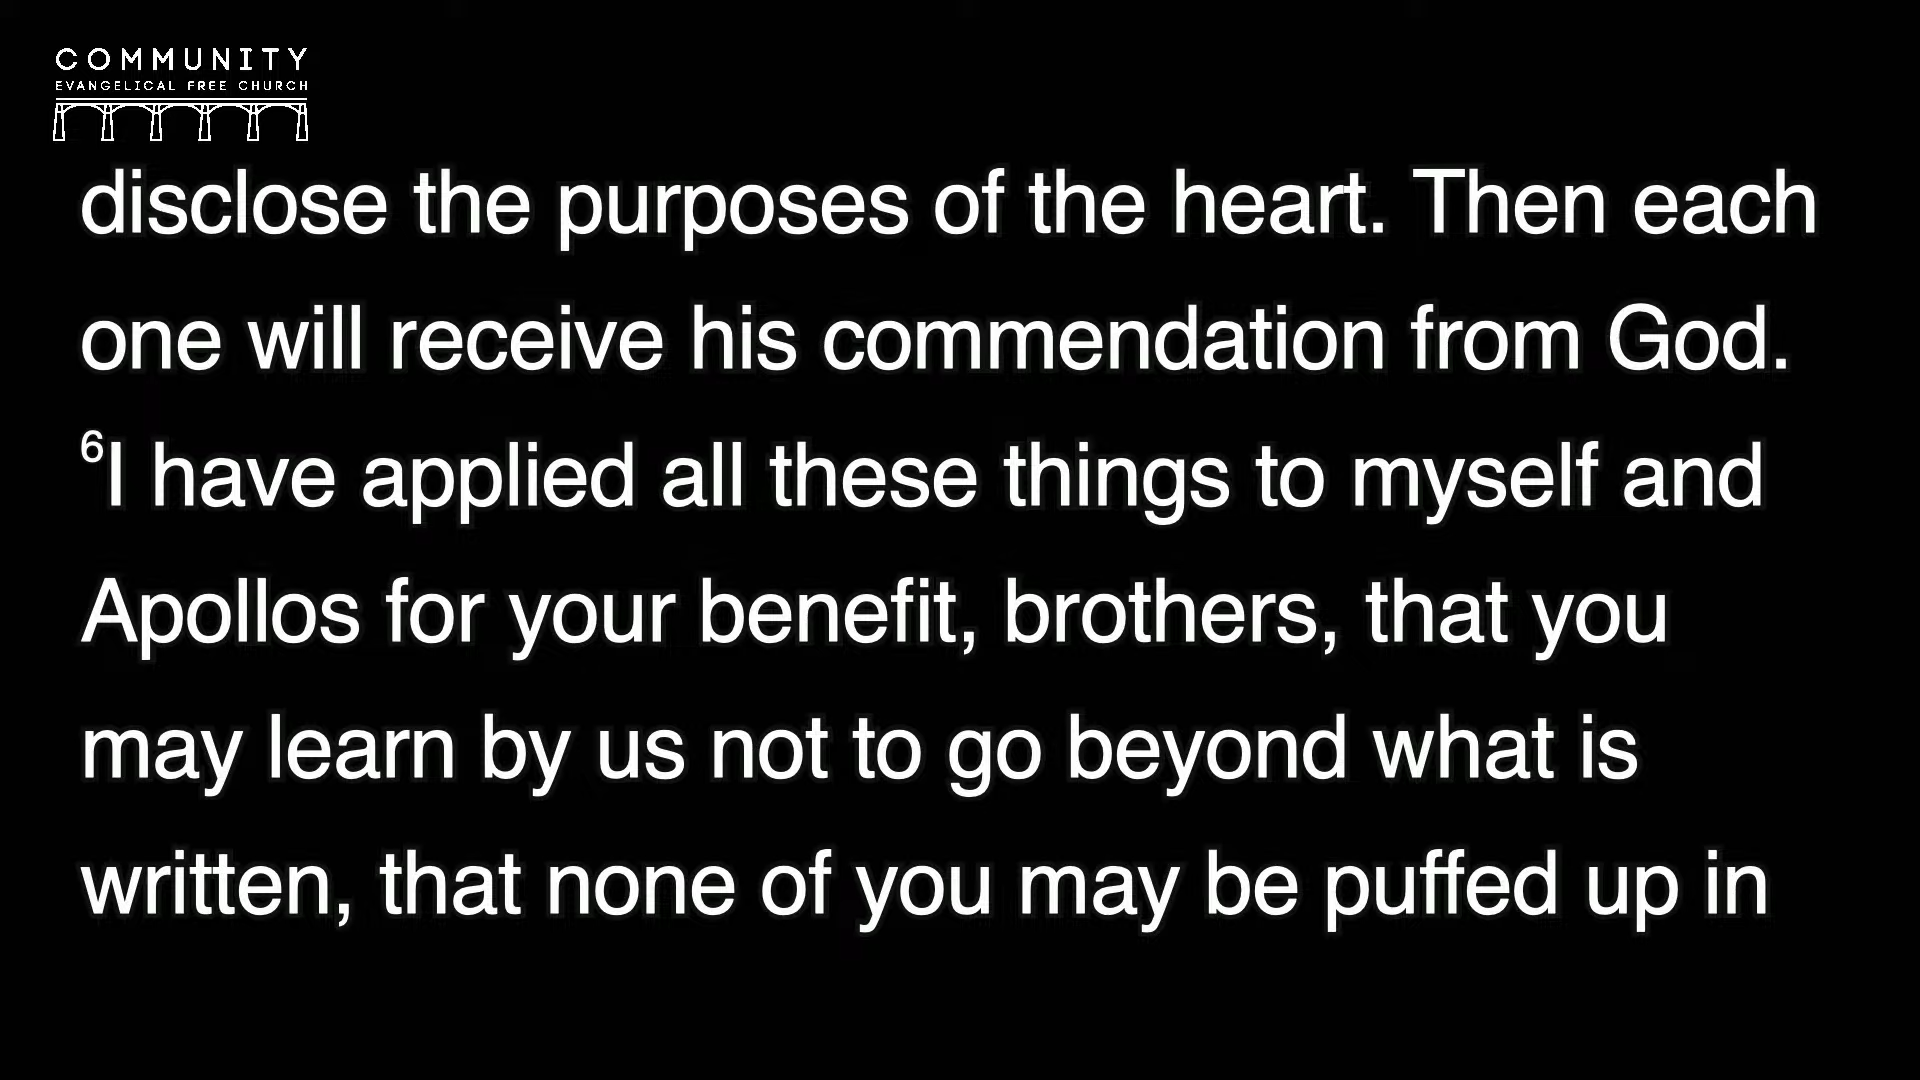 COMMUNITY
EVANGELICAL FREE CHURCH
disclose the purposes of the heart. Then each
one will receive his commendation from God.
6I have applied all these things to myself and
Apollos for your benefit, brothers, that you
may learn by us not to go beyond what is
written, that none of you may be puffed up in